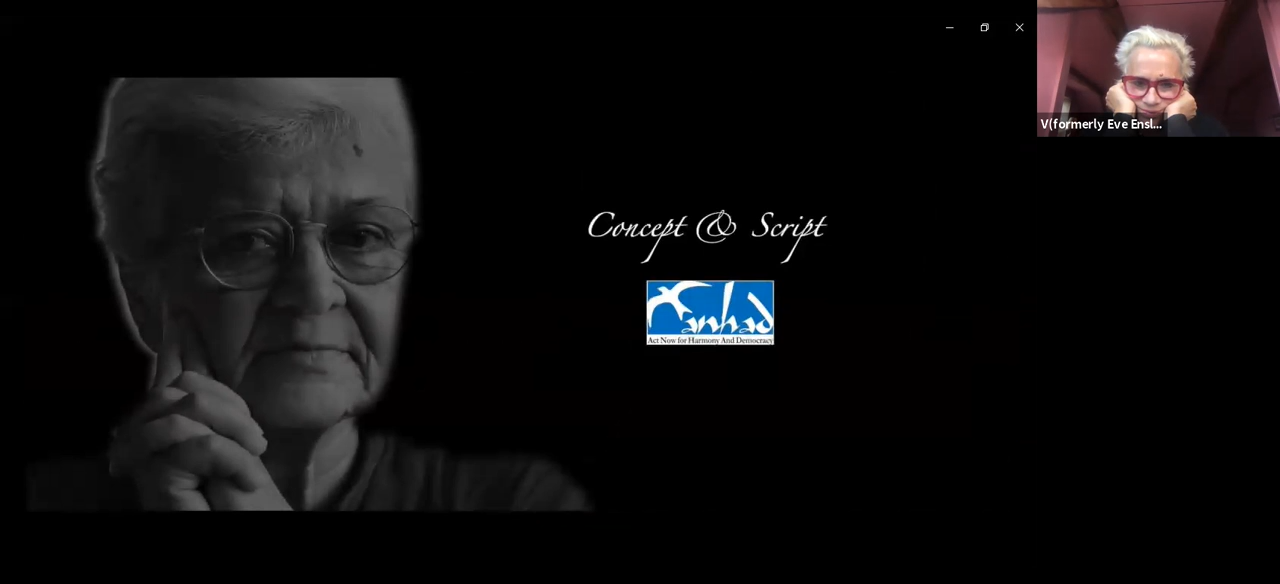 V(formerly Eve Ensl...
Concept & Script
anhad
Act Now for Harmony And Democracy